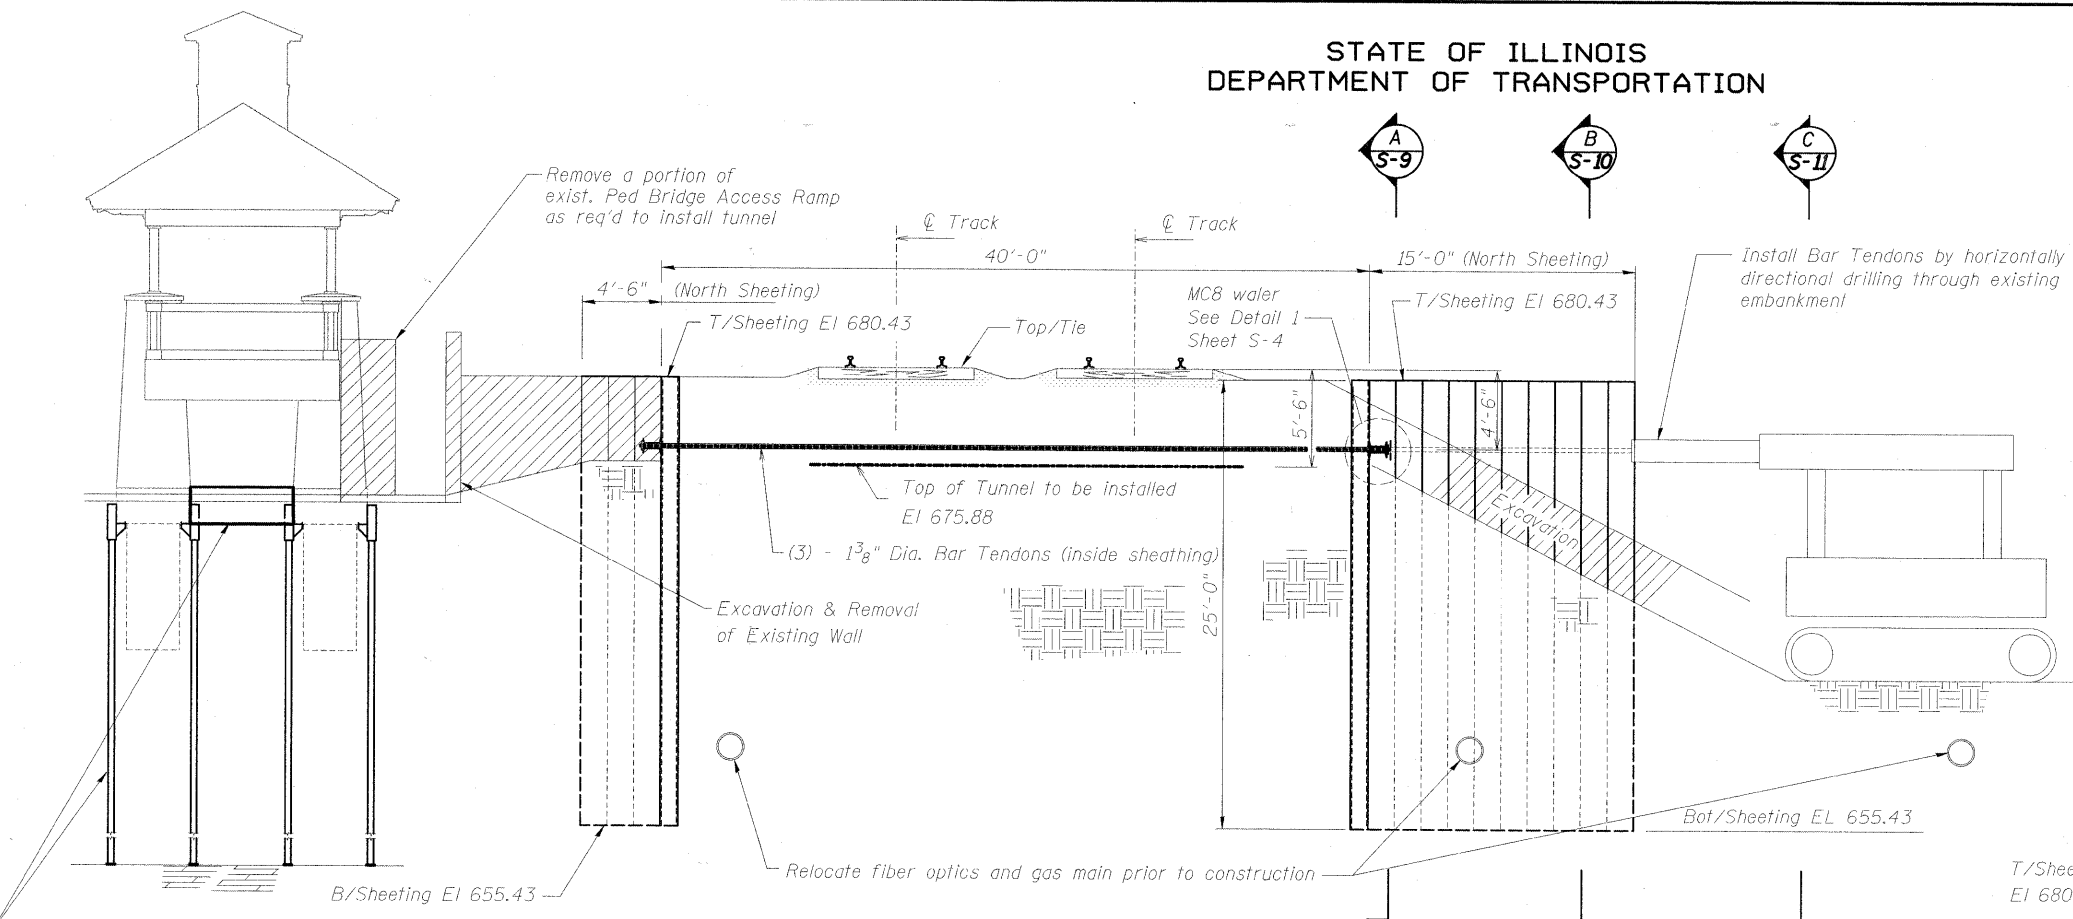 STATE OF ILLINOIS
DEPARTMENT OF TRANSPORTATION
A
S-9
B
S-10
C
S-11
Remove a portion of
exist. Ped Bridge Access Ramp
as req'd to install tunnel
℄ Track
℄ Track
40'-0"
15'-0" (North Sheeting)
Install Bar Tendons by horizontally
directional drilling through existing
embankment
4'-6"
(North Sheeting)
MC8 waler
See Detail 1
Sheet S-4
T/Sheeting El 680.43
T/Sheeting El 680.43
Top/Tie
5'-6"
4'-6"
Top of Tunnel to be installed
El 675.88
Excavation
(3) - 1 3/8" Dia. Bar Tendons (inside sheathing)
25'-0"
Excavation & Removal
of Existing Wall
Bot/Sheeting EL 655.43
Relocate fiber optics and gas main prior to construction
B/Sheeting El 655.43
T/Shee
El 680